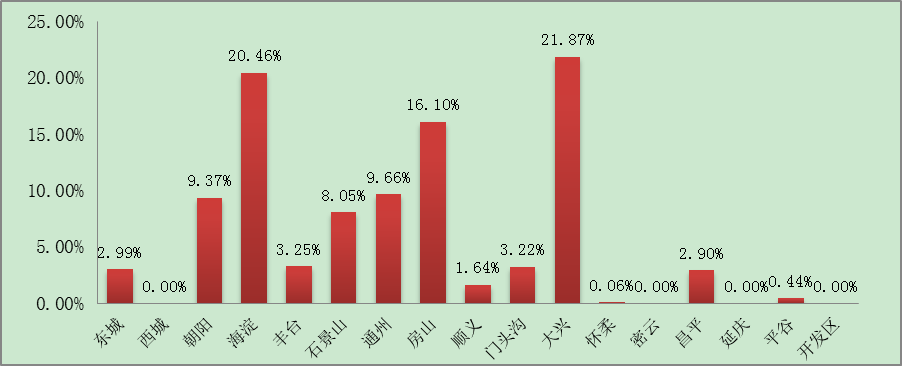 25.00%
20.00%
15.00%
10.00%
5.00%
0.00%
2.99%
0.00%
9.37%
20.46%
3.25%
8.05%
9.66%
16.10%
1.64%
3.22%
21.87%
0.06%
0.00%
2.90%
0.00%
0.44%
0.00%
东城
西城
朝阳
海淀
丰台
石景山
通州
房山
顺义
门头沟
大兴
怀柔
密云
昌平
延庆
平谷
开发区